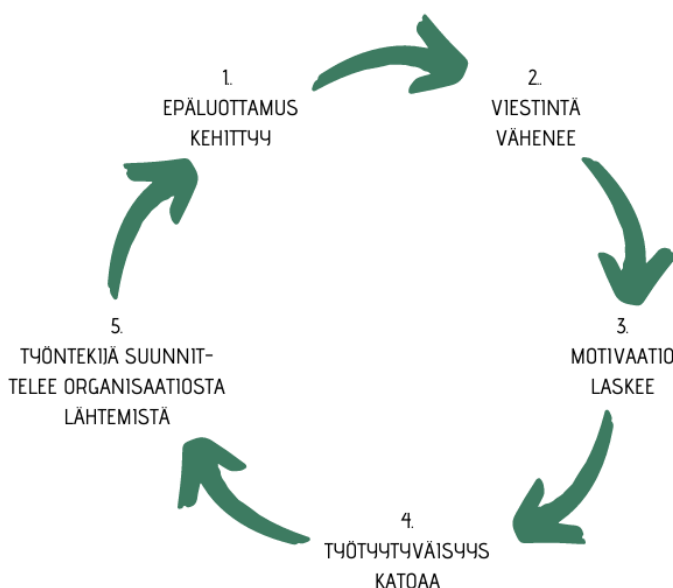 1.
EPÄLUOTTAMUS
KEHITTYY
2.
VIESTINTÄ
VÄHENEE
3.
MOTIVAATIO
LASKEE
4.
TYÖTYYTYVÄISYYS
KATOAA
5.
TYÖNTEKIJÄ SUUNNIT-
TELEE ORGANISAATIOSTA
LÄHTEMISTÄ